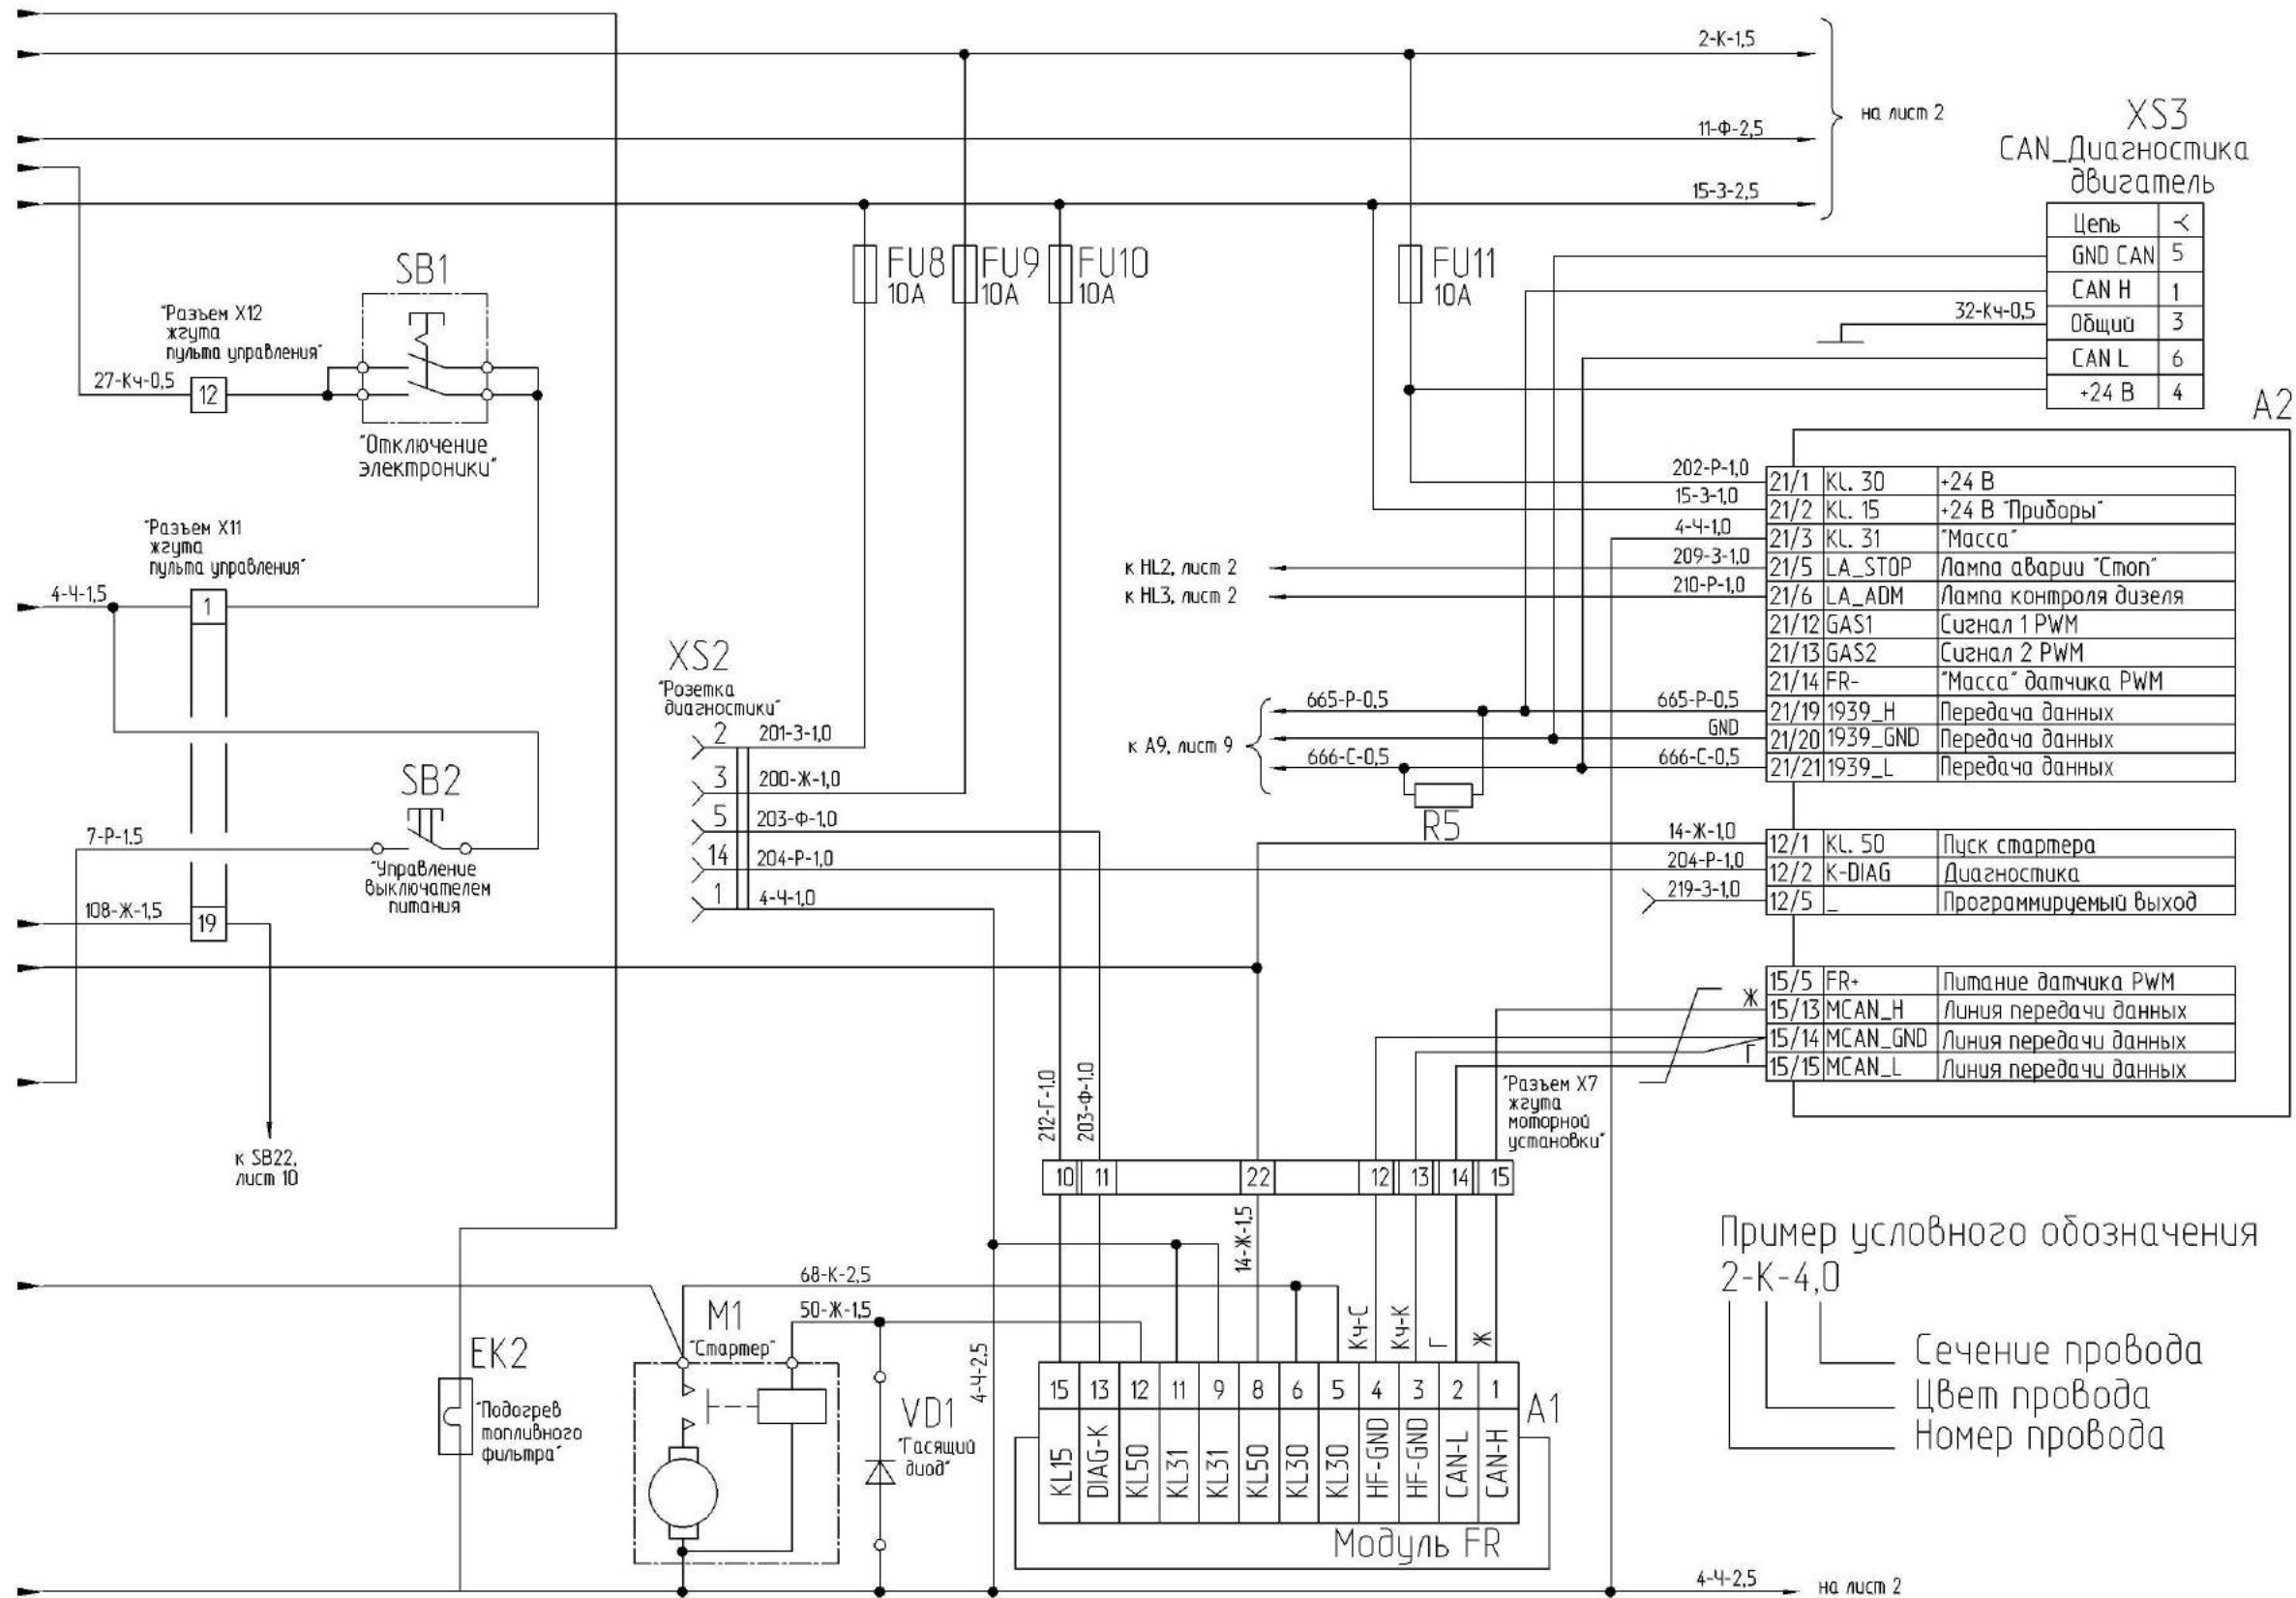 2-К-1,5
на лист 2
11-Ф-2,5
15-З-2,5
XS3
CAN_Диагностика
двигатель
Цепь
GND CAN 5
CAN H 1
Общий 3
CAN L 6
+24 В 4
32-Кч-0,5
FU8
10А
FU9
10А
FU10
10А
FU11
10А
SB1
"Разъем Х12
жгута
пульта управления"
27-Кч-0,5
12
"Отключение
электроники"
"Разъем Х11
жгута
пульта управления"
4-Ч-1,5
1
SB2
7-Р-1.5
"Управление
выключателем
питания
108-Ж-1,5
19
к SB22,
лист 10
XS2
"Розетка
диагностики"
2 201-З-1,0
3 200-Ж-1,0
5 203-Ф-1,0
14 204-Р-1,0
1 4-Ч-1,0
к HL2, лист 2
к HL3, лист 2
к А9, лист 9
665-Р-0,5
666-С-0,5
R5
А2
202-Р-1,0 21/1 KL. 30 +24 В
15-З-1,0 21/2 KL. 15 +24 В "Приборы"
4-Ч-1,0 21/3 KL. 31 "Масса"
209-З-1,0 21/5 LA_STOP Лампа аварии "Стоп"
210-Р-1,0 21/6 LA_ADM Лампа контроля дизеля
21/12 GAS1 Сигнал 1 PWM
21/13 GAS2 Сигнал 2 PWM
21/14 FR- "Масса" датчика PWM
665-Р-0,5 21/19 1939_H Передача данных
GND 21/20 1939_GND Передача данных
666-С-0,5 21/21 1939_L Передача данных
14-Ж-1,0 12/1 KL. 50 Пуск стартера
204-Р-1,0 12/2 K-DIAG Диагностика
219-З-1,0 12/5 _ Программируемый выход
15/5 FR+ Питание датчика PWM
Ж 15/13 MCAN_H Линия передачи данных
15/14 MCAN_GND Линия передачи данных
Г 15/15 MCAN_L Линия передачи данных
"Разъем Х7
жгута
моторной
установки"
212-Г-1.0
203-Ф-1.0
10 11 22 12 13 14 15
14-Ж-1,5
4-Ч-2,5
Кч-С
Кч-К
Г
Ж
68-К-2,5
50-Ж-1,5
М1
"Стартер"
ЕК2
"Подогрев
топливного
фильтра"
VD1
"Гасящий
диод"
15 13 12 11 9 8 6 5 4 3 2 1
KL15 DIAG-K KL50 KL31 KL31 KL50 KL30 KL30 HF-GND HF-GND CAN-L CAN-H
А1
Модуль FR
Пример условного обозначения
2-К-4,0
Сечение провода
Цвет провода
Номер провода
4-Ч-2,5
на лист 2